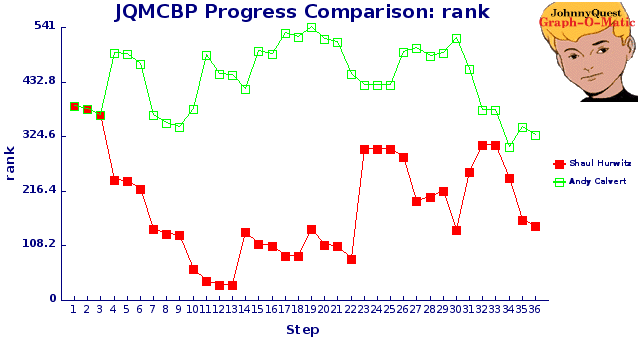 JQMCBP Progress Comparison: rank
JohnnyQuest
Graph-O-Matic
541
432.8
324.6
216.4
108.2
0
rank
Shaul Hurwitz
Andy Calvert
1 2 3 4 5 6 7 8 9 10 11 12 13 14 15 16 17 18 19 20 21 22 23 24 25 26 27 28 29 30 31 32 33 34 35 36
Step